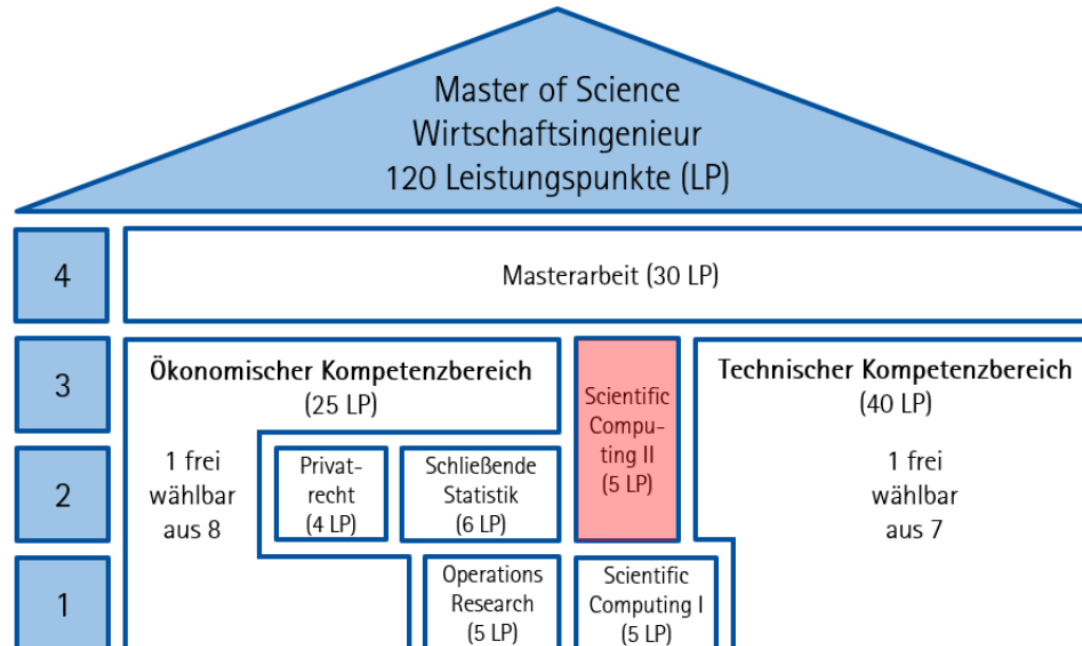 Master of Science
Wirtschaftsingenieur
120 Leistungspunkte (LP)
4
Masterarbeit (30 LP)
3
Ökonomischer Kompetenzbereich
(25 LP)
1 frei
wählbar
aus 8
Scientific
Compu-
ting II
(5 LP)
Technischer Kompetenzbereich
(40 LP)
1 frei
wählbar
aus 7
2
Privat-
recht
(4 LP)
Schließende
Statistik
(6 LP)
1
Operations
Research
(5 LP)
Scientific
Computing I
(5 LP)